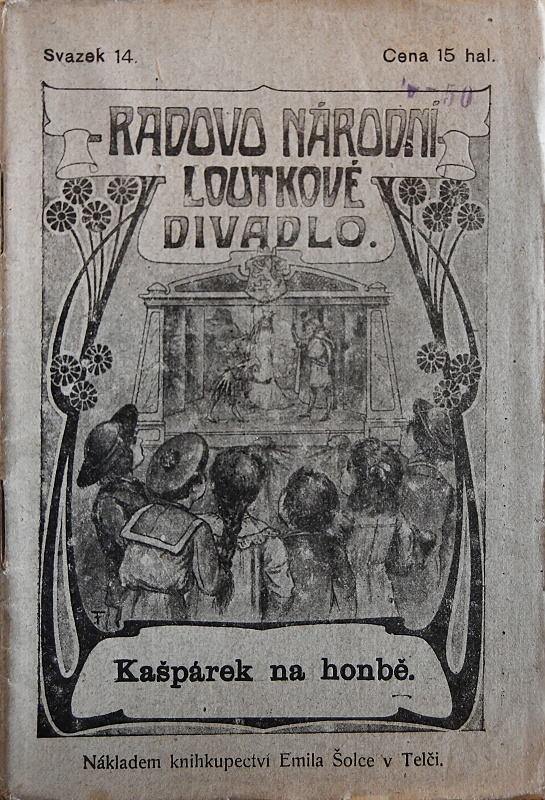 Svazek 14.
Cena 15 hal.
RADOVO NÁRODNÍ
LOUTKOVÉ
DIVADLO.
Kašpárek na honbě.
Nákladem knihkupectví Emila Šolce v Telči.